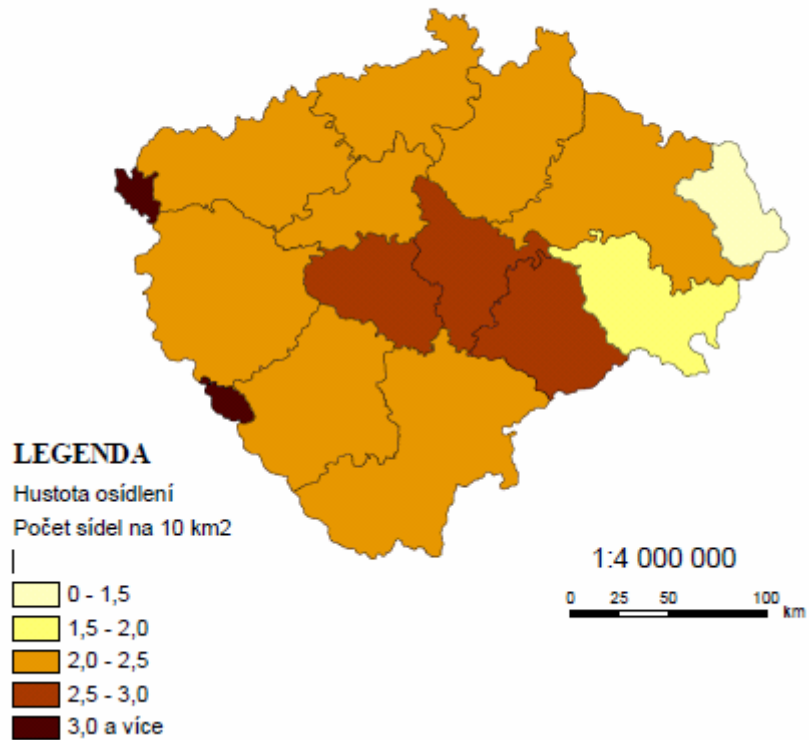 LEGENDA
Hustota osídlení
Počet sídel na 10 km2
0 - 1,5
1,5 - 2,0
2,0 - 2,5
2,5 - 3,0
3,0 a více
1:4 000 000
0 25 50 100
km